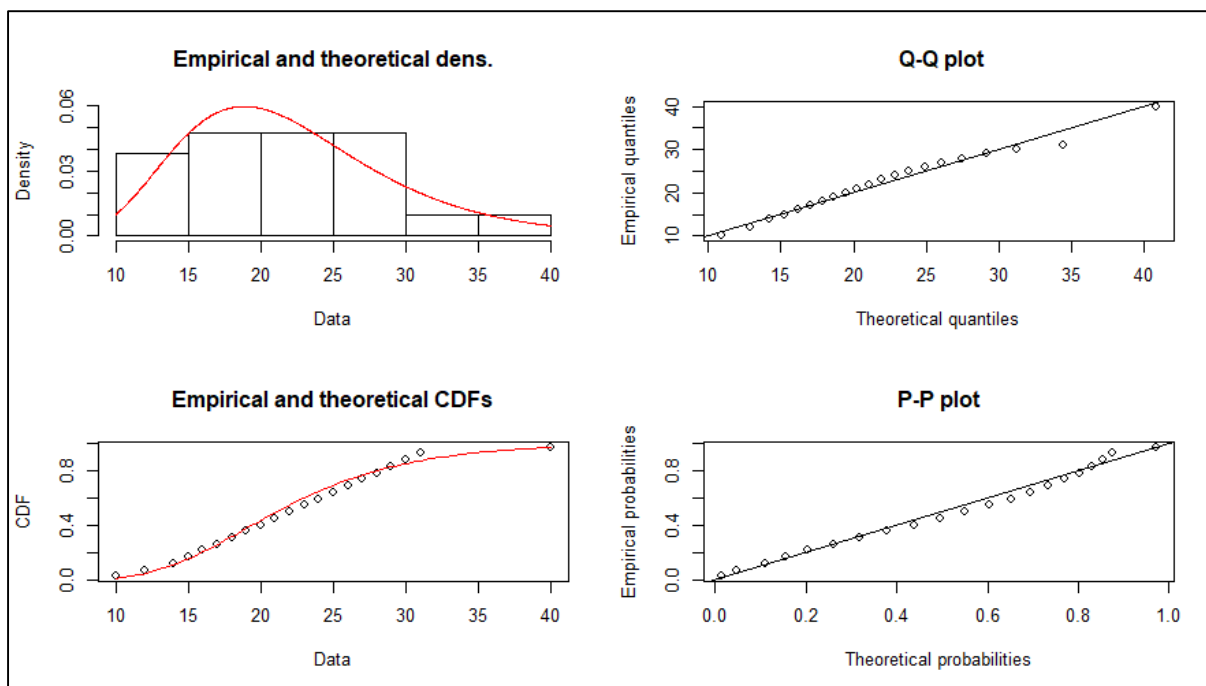 Empirical and theoretical dens.
Density
0.00
0.03
0.06
10 15 20 25 30 35 40
Data
Q-Q plot
Empirical quantiles
10
20
30
40
10 15 20 25 30 35 40
Theoretical quantiles
Empirical and theoretical CDFs
CDF
0.0
0.4
0.8
10 15 20 25 30 35 40
Data
P-P plot
Empirical probabilities
0.0
0.4
0.8
0.0 0.2 0.4 0.6 0.8 1.0
Theoretical probabilities